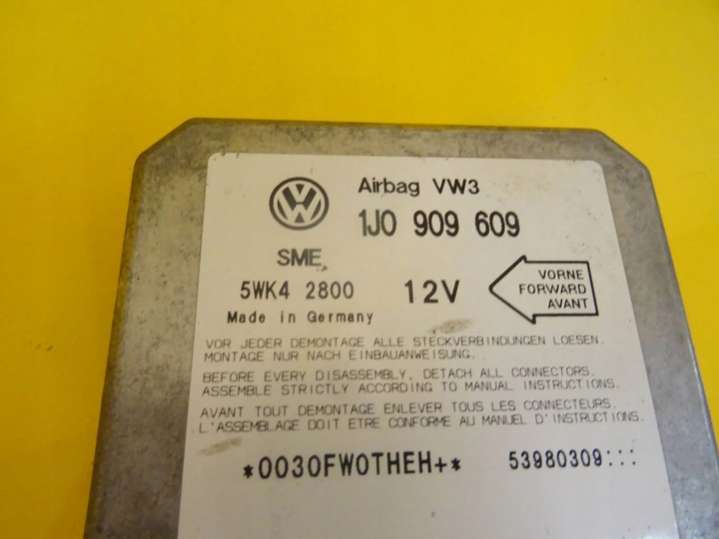 Airbag VW3
1J0 909 609
SME
5WK4 2800 12V
VORNE
FORWARD
AVANT
Made in Germany
VOR JEDER DEMONTAGE ALLE STECKVERBINDUNGEN LOESEN.
MONTAGE NUR NACH EINBAUANWEISUNG.
BEFORE EVERY DISASSEMBLY, DETACH ALL CONNECTORS.
ASSEMBLE STRICTLY ACCORDING TO MANUAL INSTRUCTIONS.
AVANT TOUT DEMONTAGE ENLEVER TOUS LES CONNECTEURS.
L'ASSEMBLAGE DOIT ETRE CONFORME AU MANUEL D'INSTRUCTIONS.
*0030FW0THEH+* 53980309:::